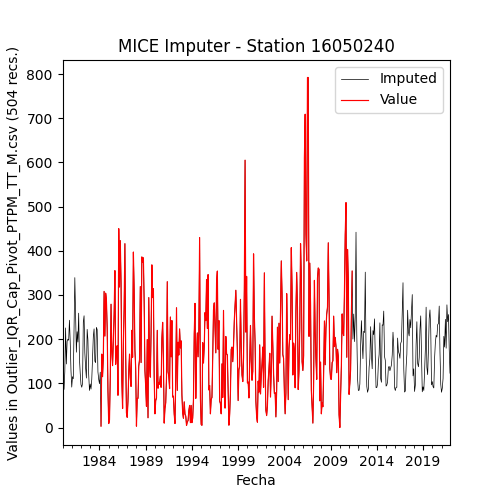 MICE Imputer - Station 16050240
Values in Outlier_IQR_Cap_Pivot_PTPM_TT_M.csv (504 recs.)
800
700
600
500
400
300
200
100
0
Imputed
Value
1984 1989 1994 1999 2004 2009 2014 2019
Fecha